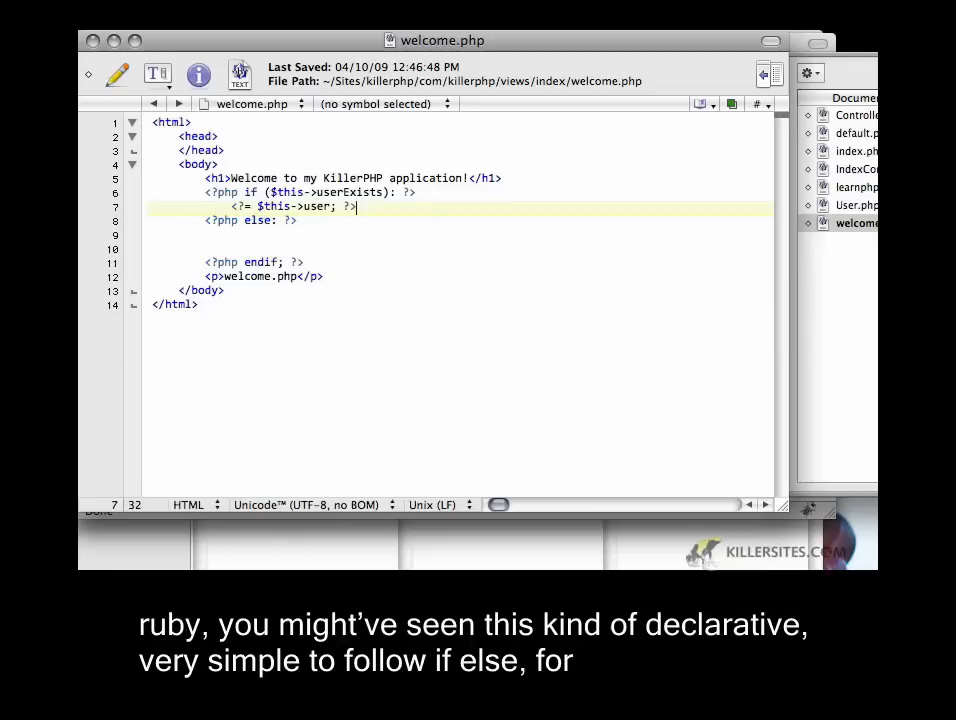 welcome.php
Last Saved: 04/10/09 12:46:48 PM
File Path: ~/Sites/killerphp/com/killerphp/views/index/welcome.php
TEXT
welcome.php (no symbol selected) #
1 <html>
2 <head>
3 </head>
4 <body>
5 <h1>Welcome to my KillerPHP application!</h1>
6 <?php if ($this->userExists): ?>
7 <?= $this->user; ?>
8 <?php else: ?>
9
10
11 <?php endif; ?>
12 <p>welcome.php</p>
13 </body>
14 </html>
Docume
Controlle
default.p
index.ph
IndexCon
learnphp
User.php
welcome
7 32 HTML Unicode™ (UTF-8, no BOM) Unix (LF)
KILLERSITES.COM
ruby, you might’ve seen this kind of declarative,
very simple to follow if else, for